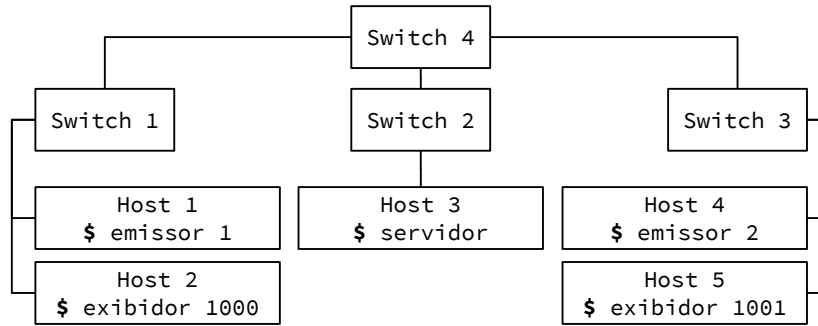 Switch 4
Switch 1
Switch 2
Switch 3
Host 1
$ emissor 1
Host 3
$ servidor
Host 4
$ emissor 2
Host 2
$ exibidor 1000
Host 5
$ exibidor 1001